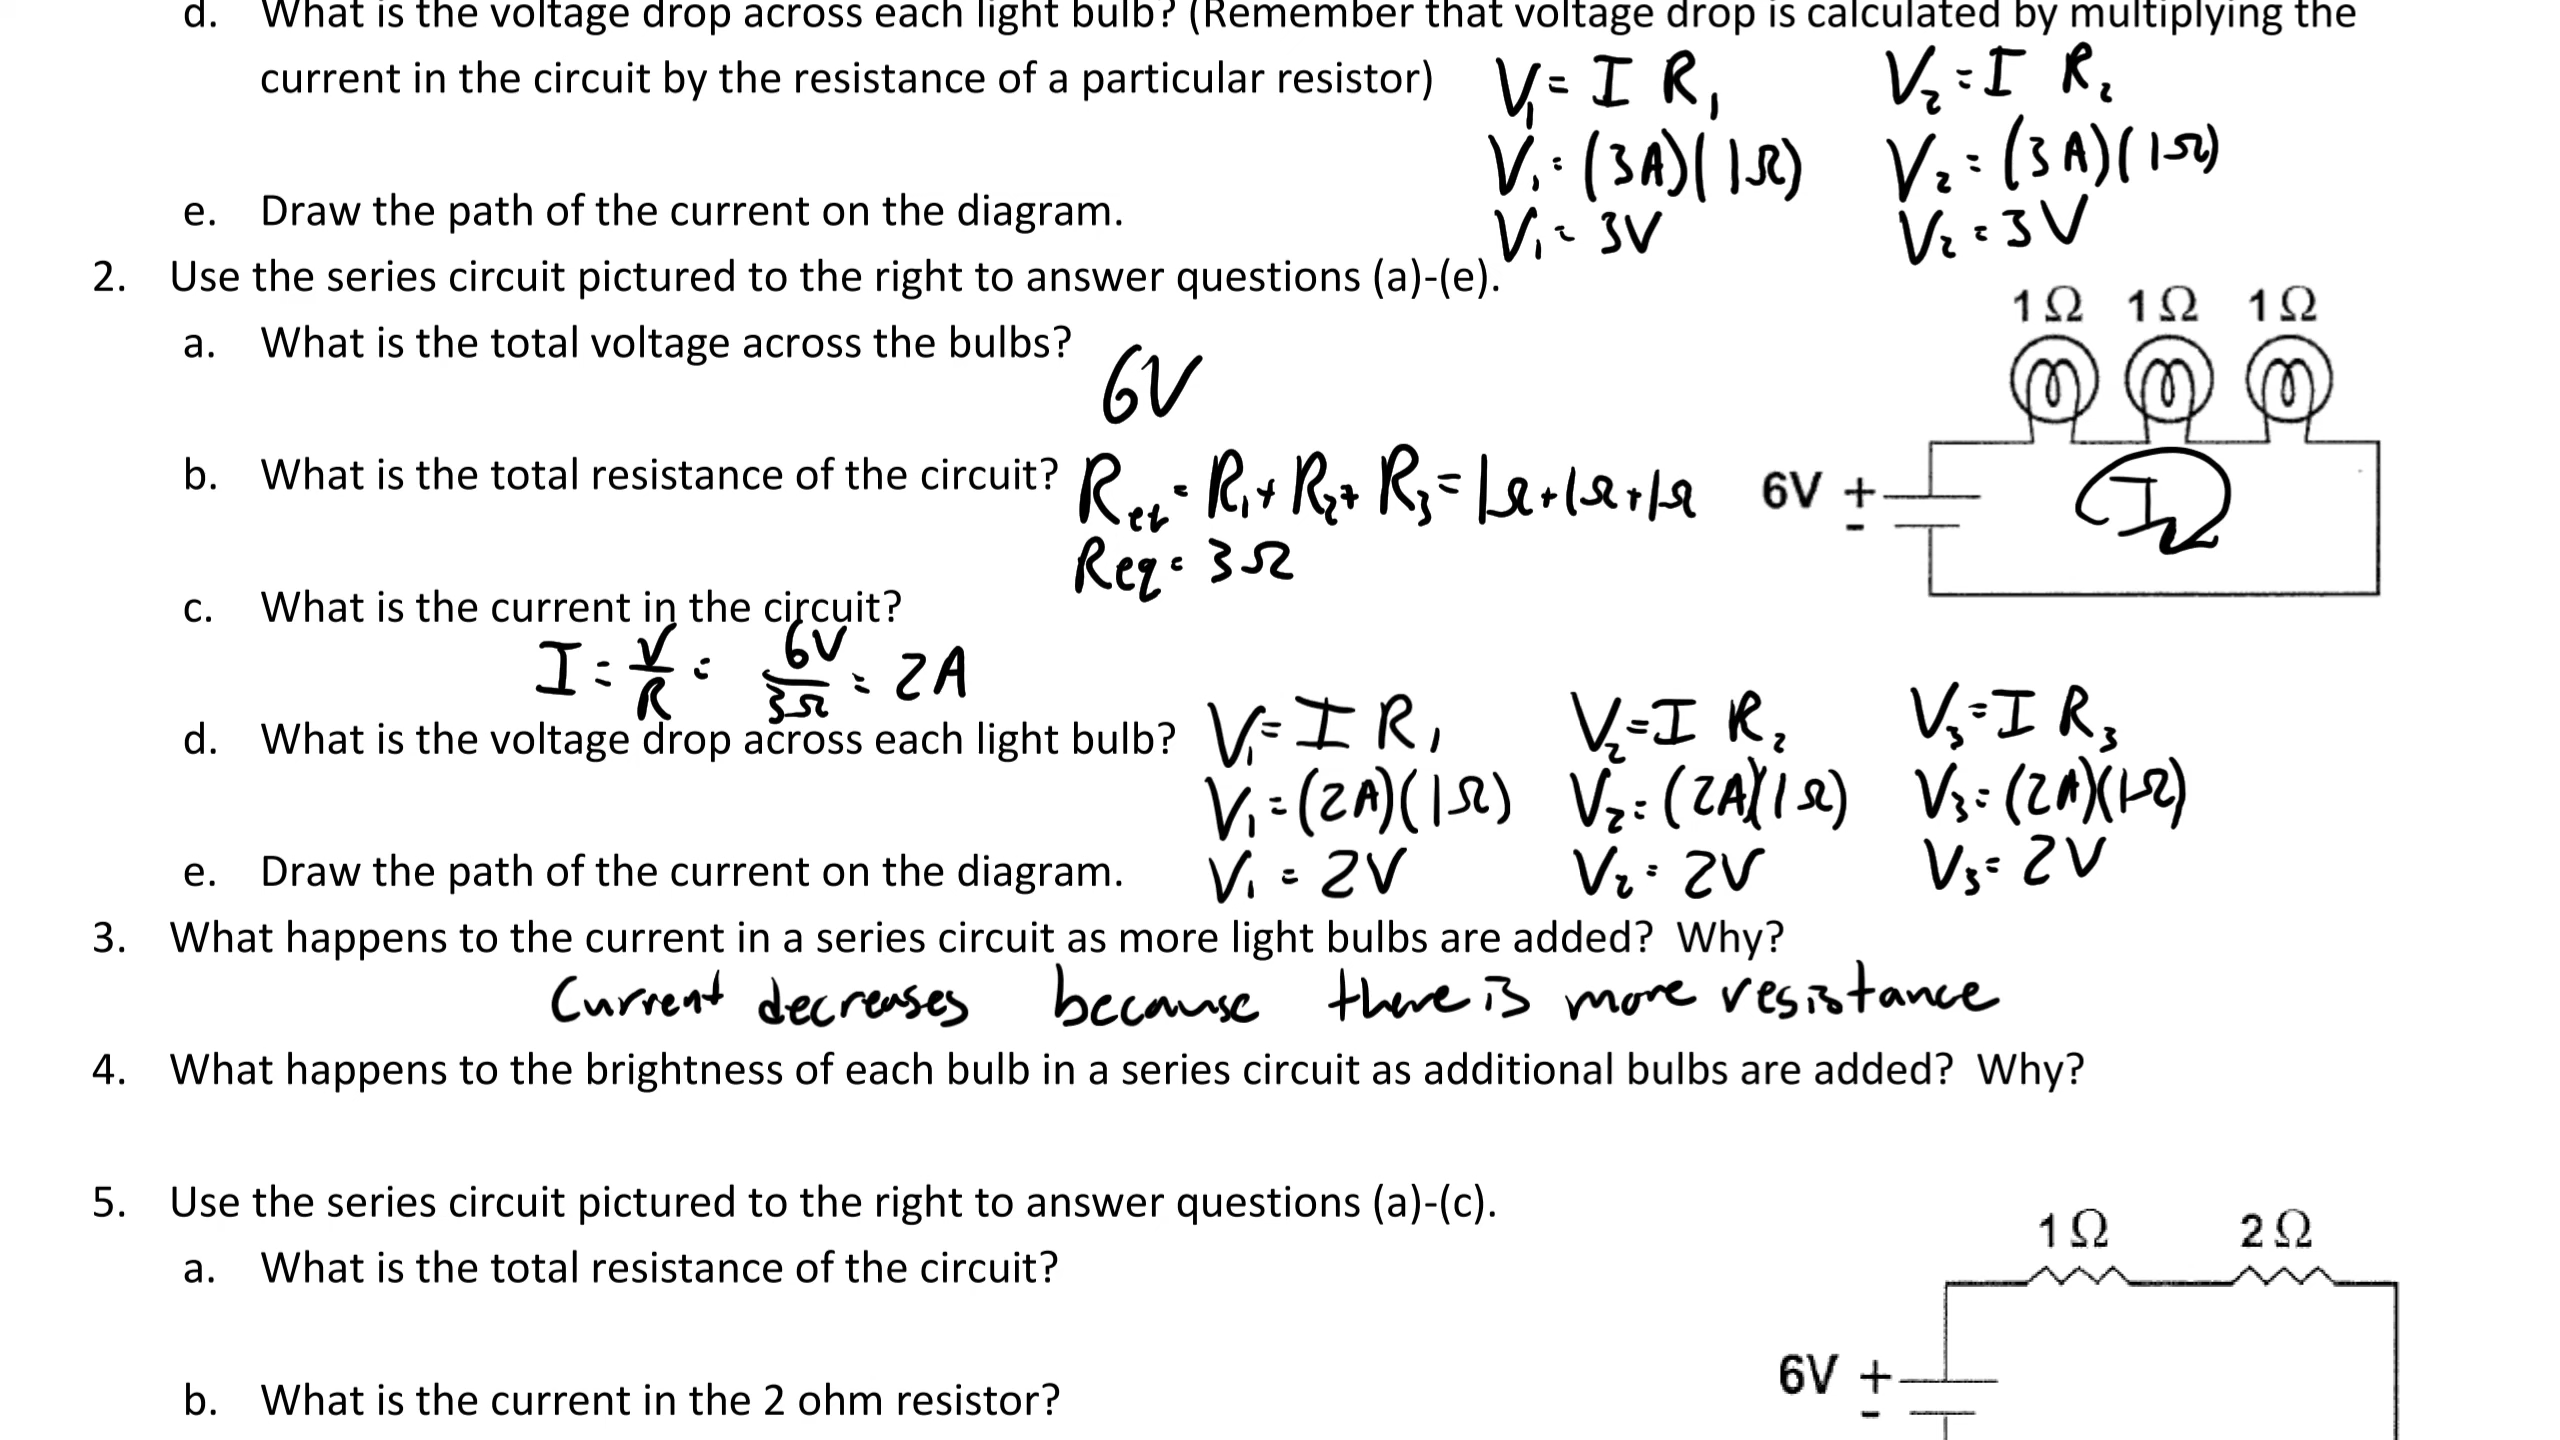 d. What is the voltage drop across each light bulb? (Remember that voltage drop is calculated by multiplying the
current in the circuit by the resistance of a particular resistor)
V₁ = I R₁
V₂ = I R₂
V₁ = (3A)(1Ω)
V₂ = (3A)(1Ω)
e. Draw the path of the current on the diagram.
V₁ = 3V
V₂ = 3V
2. Use the series circuit pictured to the right to answer questions (a)-(e).
1Ω 1Ω 1Ω
a. What is the total voltage across the bulbs?
6V
b. What is the total resistance of the circuit?
Req = R₁ + R₂ + R₃ = 1Ω + 1Ω + 1Ω
Req = 3Ω
6V + -
I
c. What is the current in the circuit?
I = V/R = 6V/3Ω = 2A
d. What is the voltage drop across each light bulb?
V₁ = I R₁
V₂ = I R₂
V₃ = I R₃
V₁ = (2A)(1Ω)
V₂ = (2A)(1Ω)
V₃ = (2A)(1Ω)
e. Draw the path of the current on the diagram.
V₁ = 2V
V₂ = 2V
V₃ = 2V
3. What happens to the current in a series circuit as more light bulbs are added? Why?
Current decreases because there is more resistance
4. What happens to the brightness of each bulb in a series circuit as additional bulbs are added? Why?
5. Use the series circuit pictured to the right to answer questions (a)-(c).
1Ω 2Ω
a. What is the total resistance of the circuit?
6V + -
b. What is the current in the 2 ohm resistor?